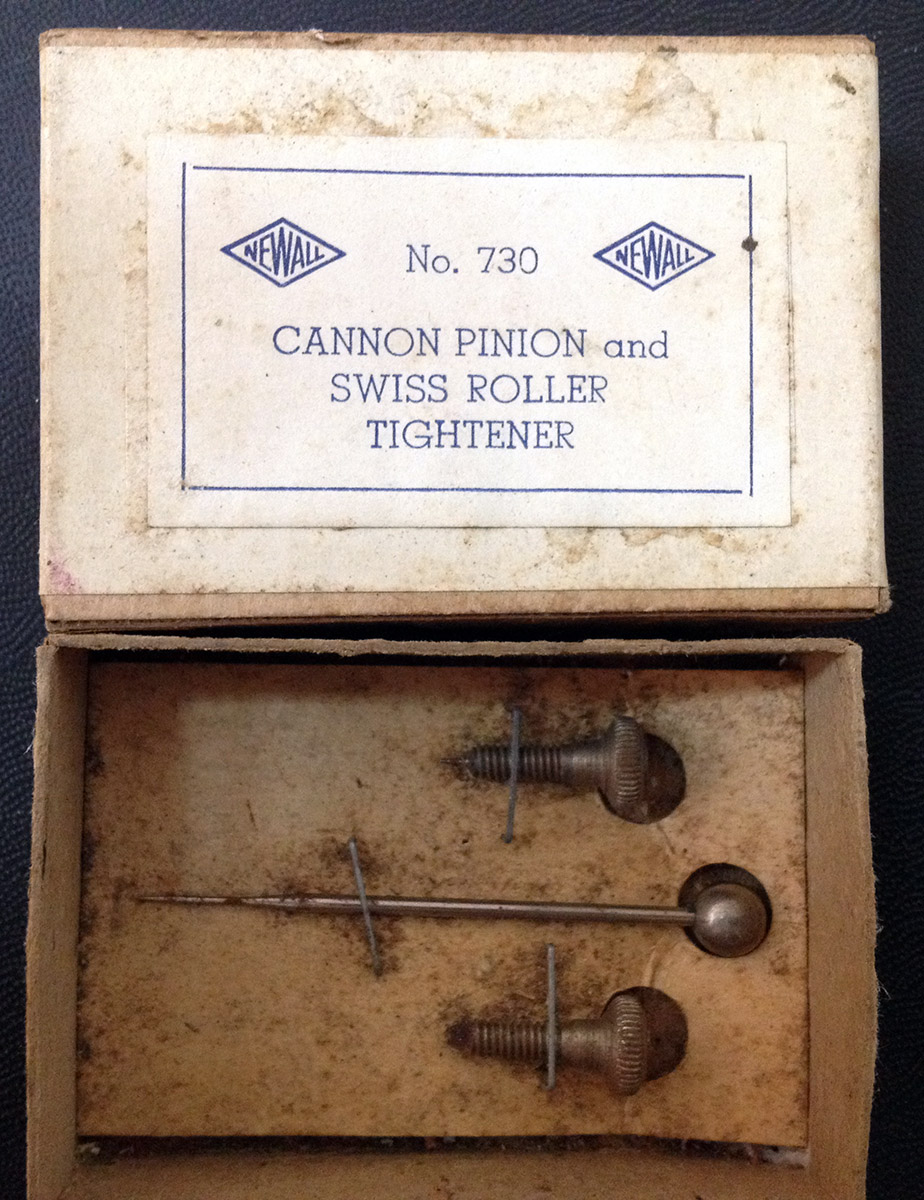 NEWALL No. 730 NEWALL
CANNON PINION and
SWISS ROLLER
TIGHTENER